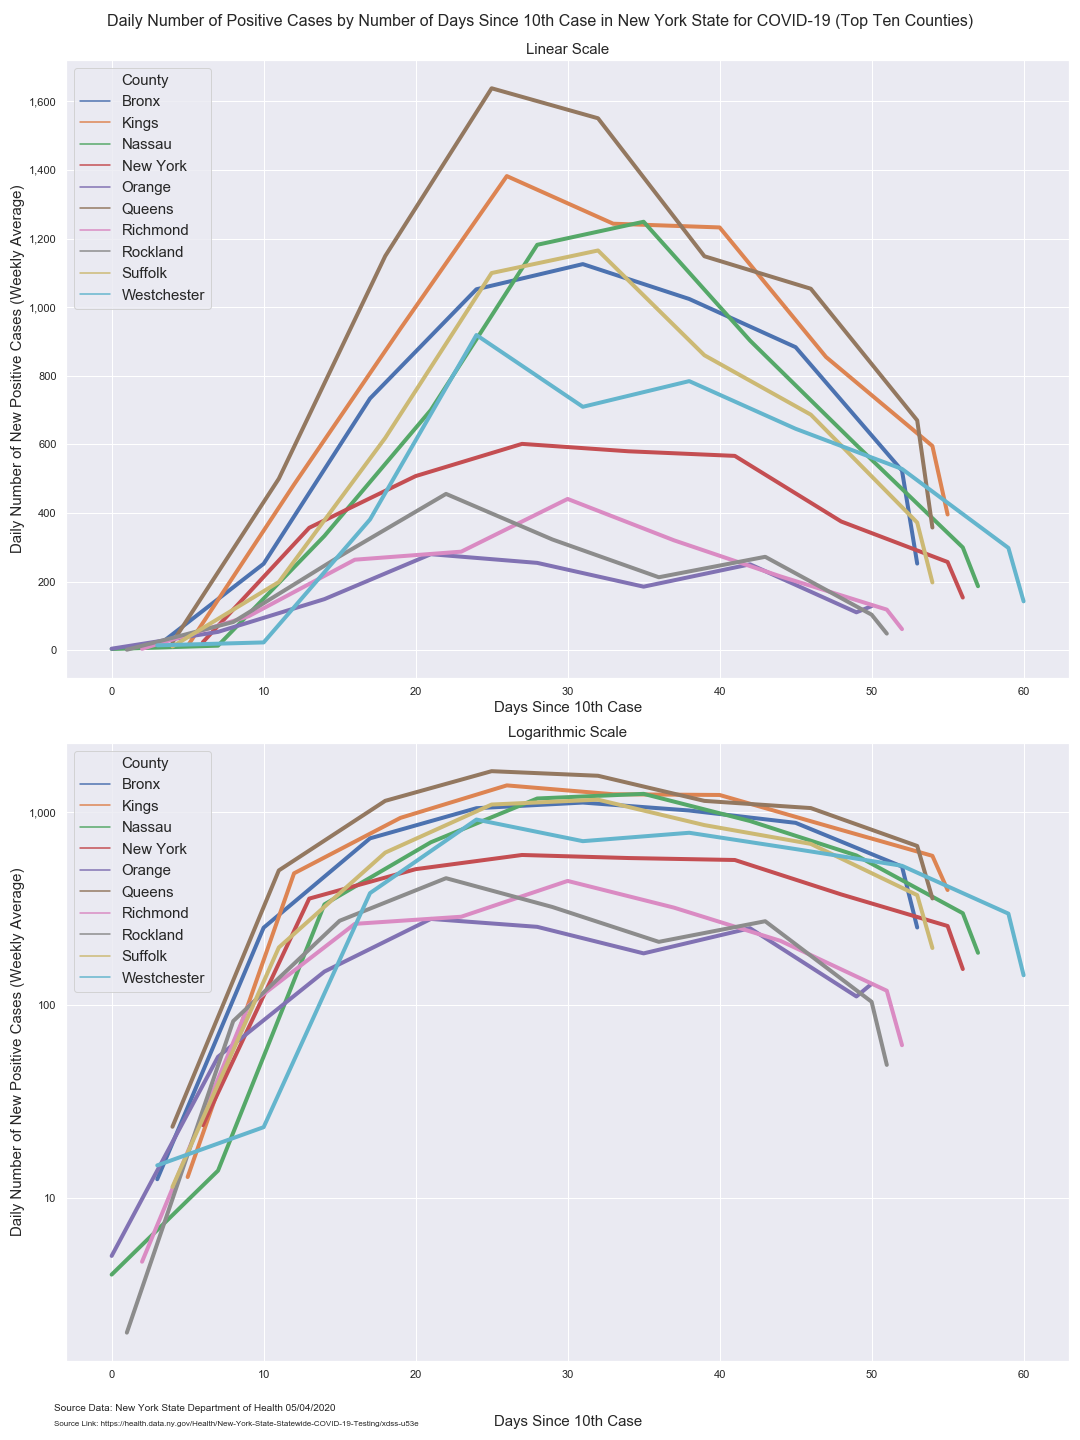 Daily Number of Positive Cases by Number of Days Since 10th Case in New York State for COVID-19 (Top Ten Counties)
Linear Scale
County
Bronx
Kings
Nassau
New York
Orange
Queens
Richmond
Rockland
Suffolk
Westchester
Daily Number of New Positive Cases (Weekly Average)
1,600
1,400
1,200
1,000
800
600
400
200
0
0 10 20 30 40 50 60
Days Since 10th Case
Logarithmic Scale
County
Bronx
Kings
Nassau
New York
Orange
Queens
Richmond
Rockland
Suffolk
Westchester
Daily Number of New Positive Cases (Weekly Average)
1,000
100
10
0 10 20 30 40 50 60
Days Since 10th Case
Source Data: New York State Department of Health 05/04/2020
Source Link: https://health.data.ny.gov/Health/New-York-State-Statewide-COVID-19-Testing/xdss-u53e